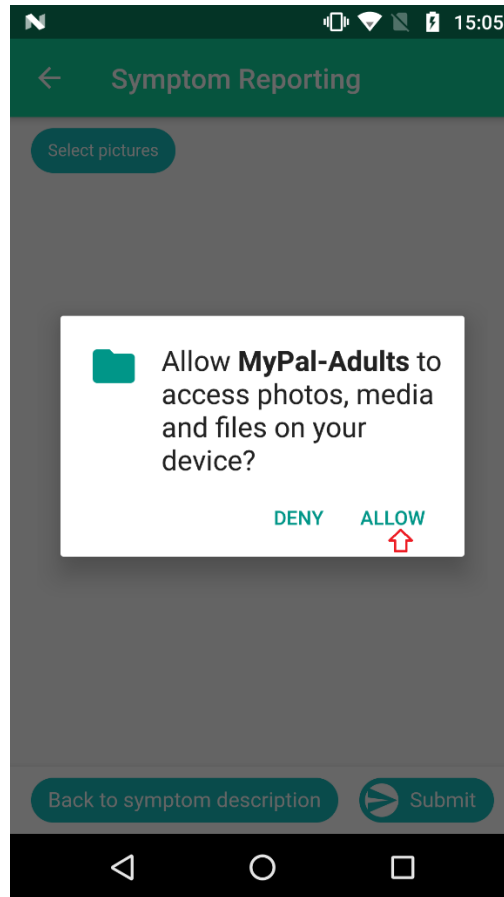 15:05
Symptom Reporting
Select pictures
Allow MyPal-Adults to
access photos, media
and files on your
device?
DENY ALLOW
Back to symptom description Submit